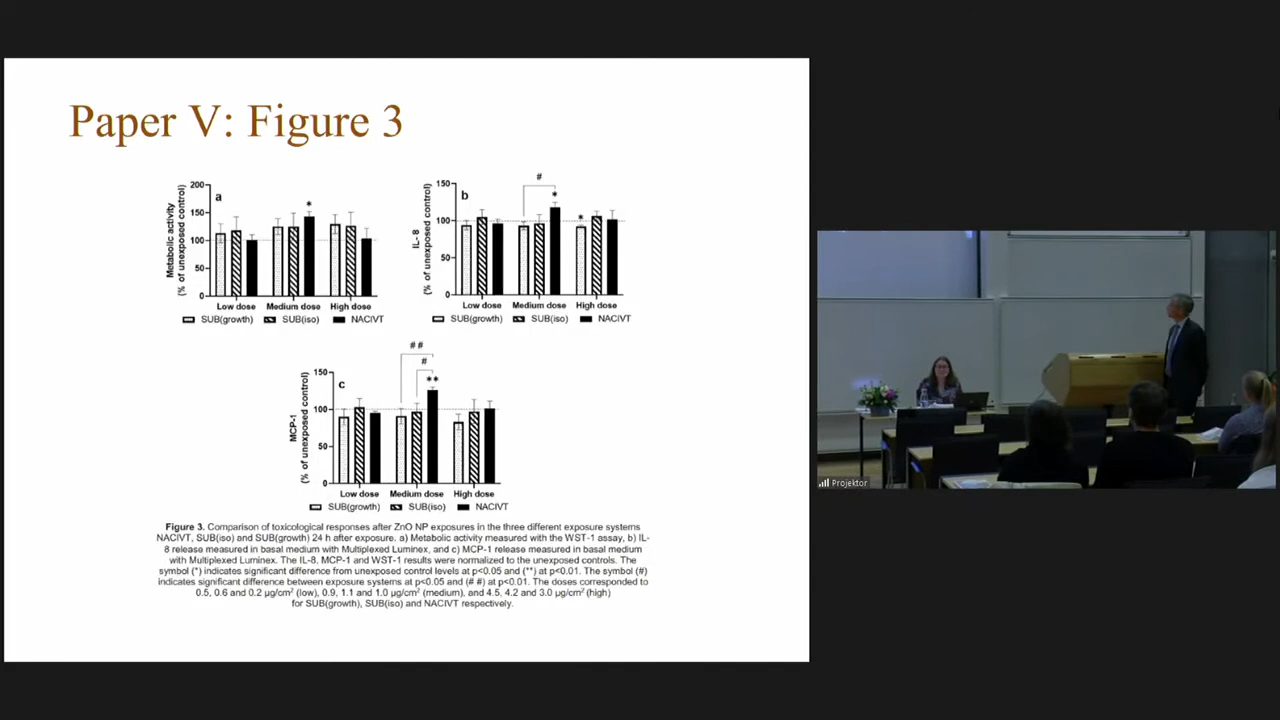 Paper V: Figure 3
a
Metabolic activity
(% of unexposed control)
200
150
100
50
0
*
Low dose
Medium dose
High dose
SUB(growth)
SUB(iso)
NACIVT
b
IL- 8
(% of unexposed control)
150
100
50
0
#
*
*
Low dose
Medium dose
High dose
SUB(growth)
SUB(iso)
NACIVT
c
MCP-1
(% of unexposed control)
150
100
50
0
# #
#
**
Low dose
Medium dose
High dose
SUB(growth)
SUB(iso)
NACIVT
Figure 3. Comparison of toxicological responses after ZnO NP exposures in the three different exposure systems
NACIVT, SUB(iso) and SUB(growth) 24 h after exposure. a) Metabolic activity measured with the WST-1 assay, b) IL-
8 release measured in basal medium with Multiplexed Luminex, and c) MCP-1 release measured in basal medium
with Multiplexed Luminex. The IL-8, MCP-1 and WST-1 results were normalized to the unexposed controls. The
symbol (*) indicates significant difference from unexposed control levels at p<0.05 and (**) at p<0.01. The symbol (#)
indicates significant difference between exposure systems at p<0.05 and (# #) at p<0.01. The doses corresponded to
0.5, 0.6 and 0.2 µg/cm² (low), 0.9, 1.1 and 1.0 µg/cm² (medium), and 4.5, 4.2 and 3.0 µg/cm² (high)
for SUB(growth), SUB(iso) and NACIVT respectively.
Projektor